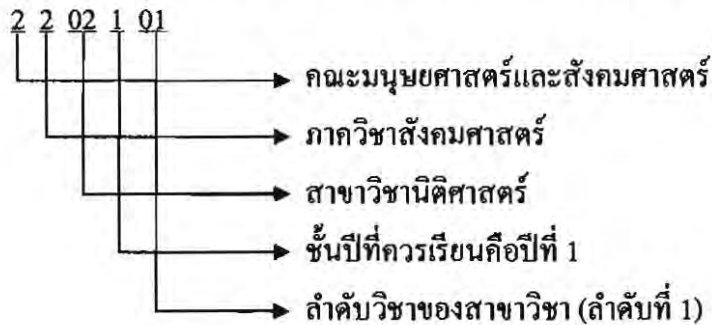 2 2 02 1 01
คณะมนุษยศาสตร์และสังคมศาสตร์
ภาควิชาสังคมศาสตร์
สาขาวิชานิติศาสตร์
ชั้นปีที่ควรเรียนคือปีที่ 1
ลำดับวิชาของสาขาวิชา (ลำดับที่ 1)